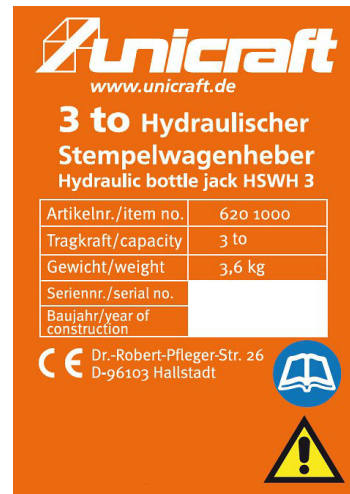 unicraft
www.unicraft.de
3 to Hydraulischer
Stempelwagenheber
Hydraulic bottle jack HSWH 3
Artikelnr./item no. 620 1000
Tragkraft/capacity 3 to
Gewicht/weight 3,6 kg
Seriennr./serial no.
Baujahr/year of
construction
CE Dr.-Robert-Pfleger-Str. 26
D-96103 Hallstadt